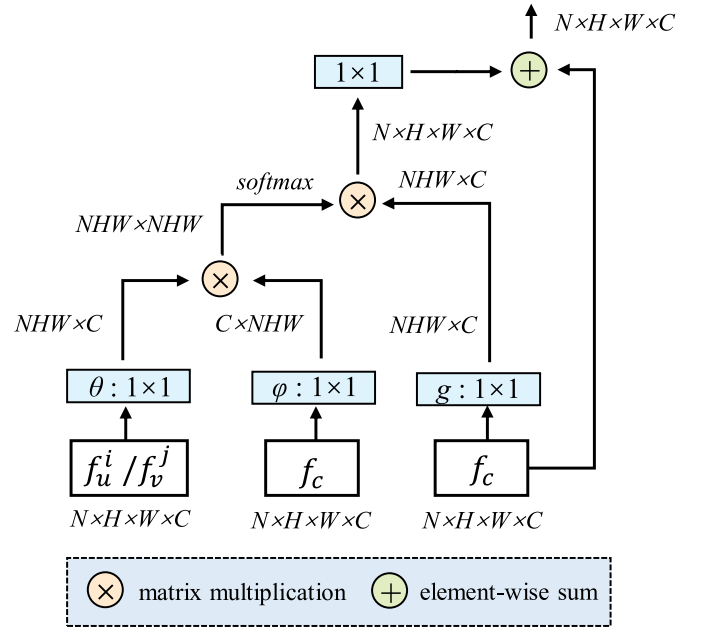 N×H×W×C
1×1
+
N×H×W×C
softmax
×
NHW×C
NHW×NHW
×
NHW×C
C×NHW
NHW×C
θ : 1×1
φ : 1×1
g : 1×1
f_u^i / f_v^j
f_c
f_c
N×H×W×C
N×H×W×C
N×H×W×C
× matrix multiplication + element-wise sum